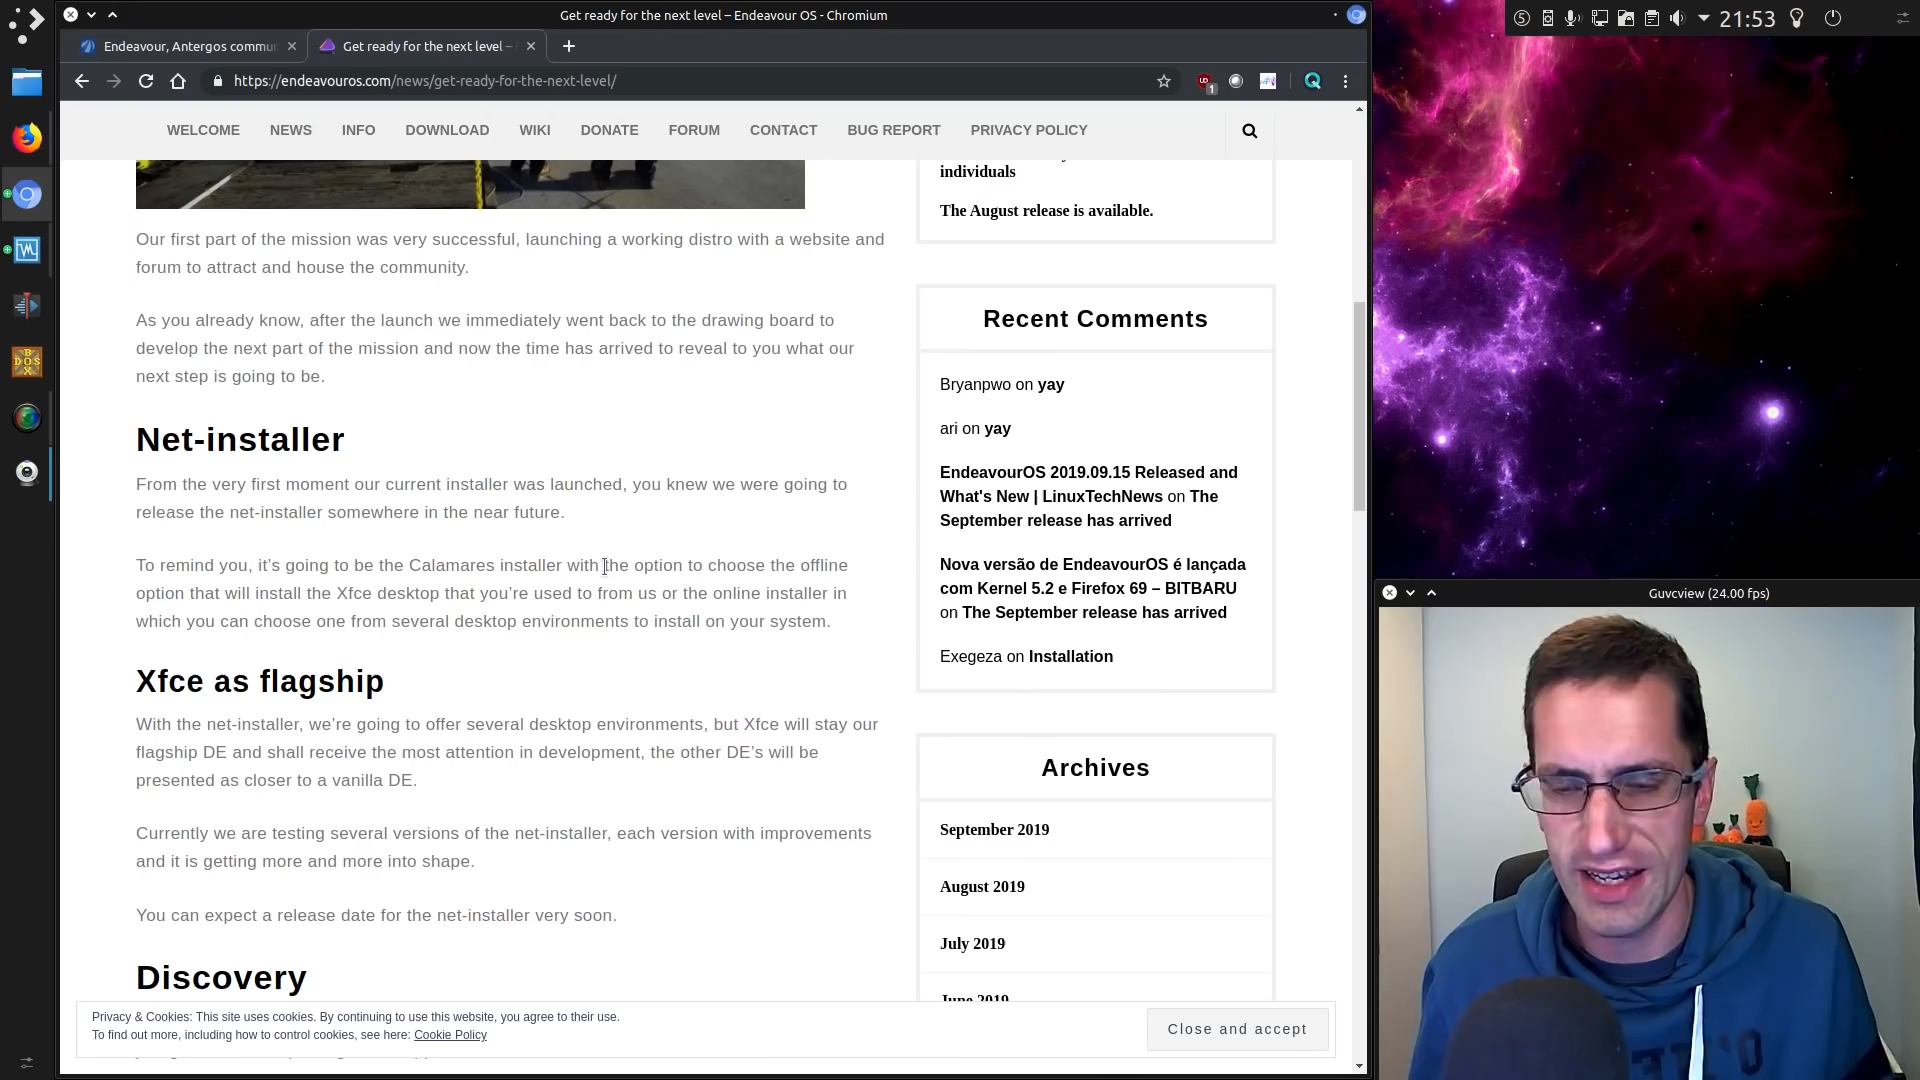 Get ready for the next level – Endeavour OS - Chromium
21:53
Endeavour, Antergos commun
Get ready for the next level –
https://endeavouros.com/news/get-ready-for-the-next-level/
1
WELCOME NEWS INFO DOWNLOAD WIKI DONATE FORUM CONTACT BUG REPORT PRIVACY POLICY
Our first part of the mission was very successful, launching a working distro with a website and
forum to attract and house the community.
As you already know, after the launch we immediately went back to the drawing board to
develop the next part of the mission and now the time has arrived to reveal to you what our
next step is going to be.
Net-installer
From the very first moment our current installer was launched, you knew we were going to
release the net-installer somewhere in the near future.
To remind you, it’s going to be the Calamares installer with the option to choose the offline
option that will install the Xfce desktop that you’re used to from us or the online installer in
which you can choose one from several desktop environments to install on your system.
Xfce as flagship
With the net-installer, we’re going to offer several desktop environments, but Xfce will stay our
flagship DE and shall receive the most attention in development, the other DE’s will be
presented as closer to a vanilla DE.
Currently we are testing several versions of the net-installer, each version with improvements
and it is getting more and more into shape.
You can expect a release date for the net-installer very soon.
Discovery
individuals
The August release is available.
Recent Comments
Bryanpwo on yay
ari on yay
EndeavourOS 2019.09.15 Released and
What's New | LinuxTechNews on The
September release has arrived
Nova versão de EndeavourOS é lançada
com Kernel 5.2 e Firefox 69 – BITBARU
on The September release has arrived
Exegeza on Installation
Archives
September 2019
August 2019
July 2019
June 2019
Privacy & Cookies: This site uses cookies. By continuing to use this website, you agree to their use.
To find out more, including how to control cookies, see here: Cookie Policy
Close and accept
Guvcview (24.00 fps)